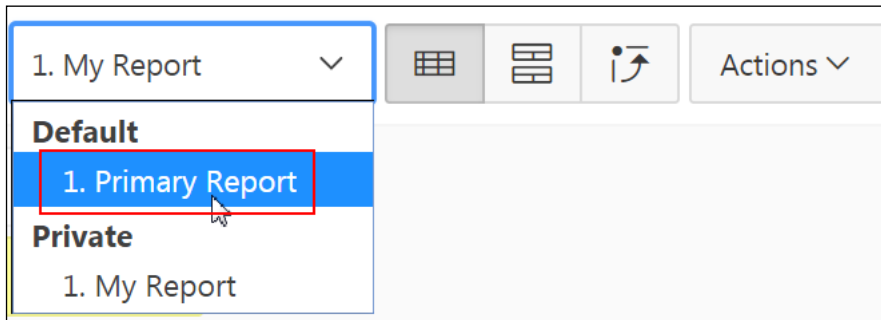 1. My Report
Actions
Default
1. Primary Report
Private
1. My Report